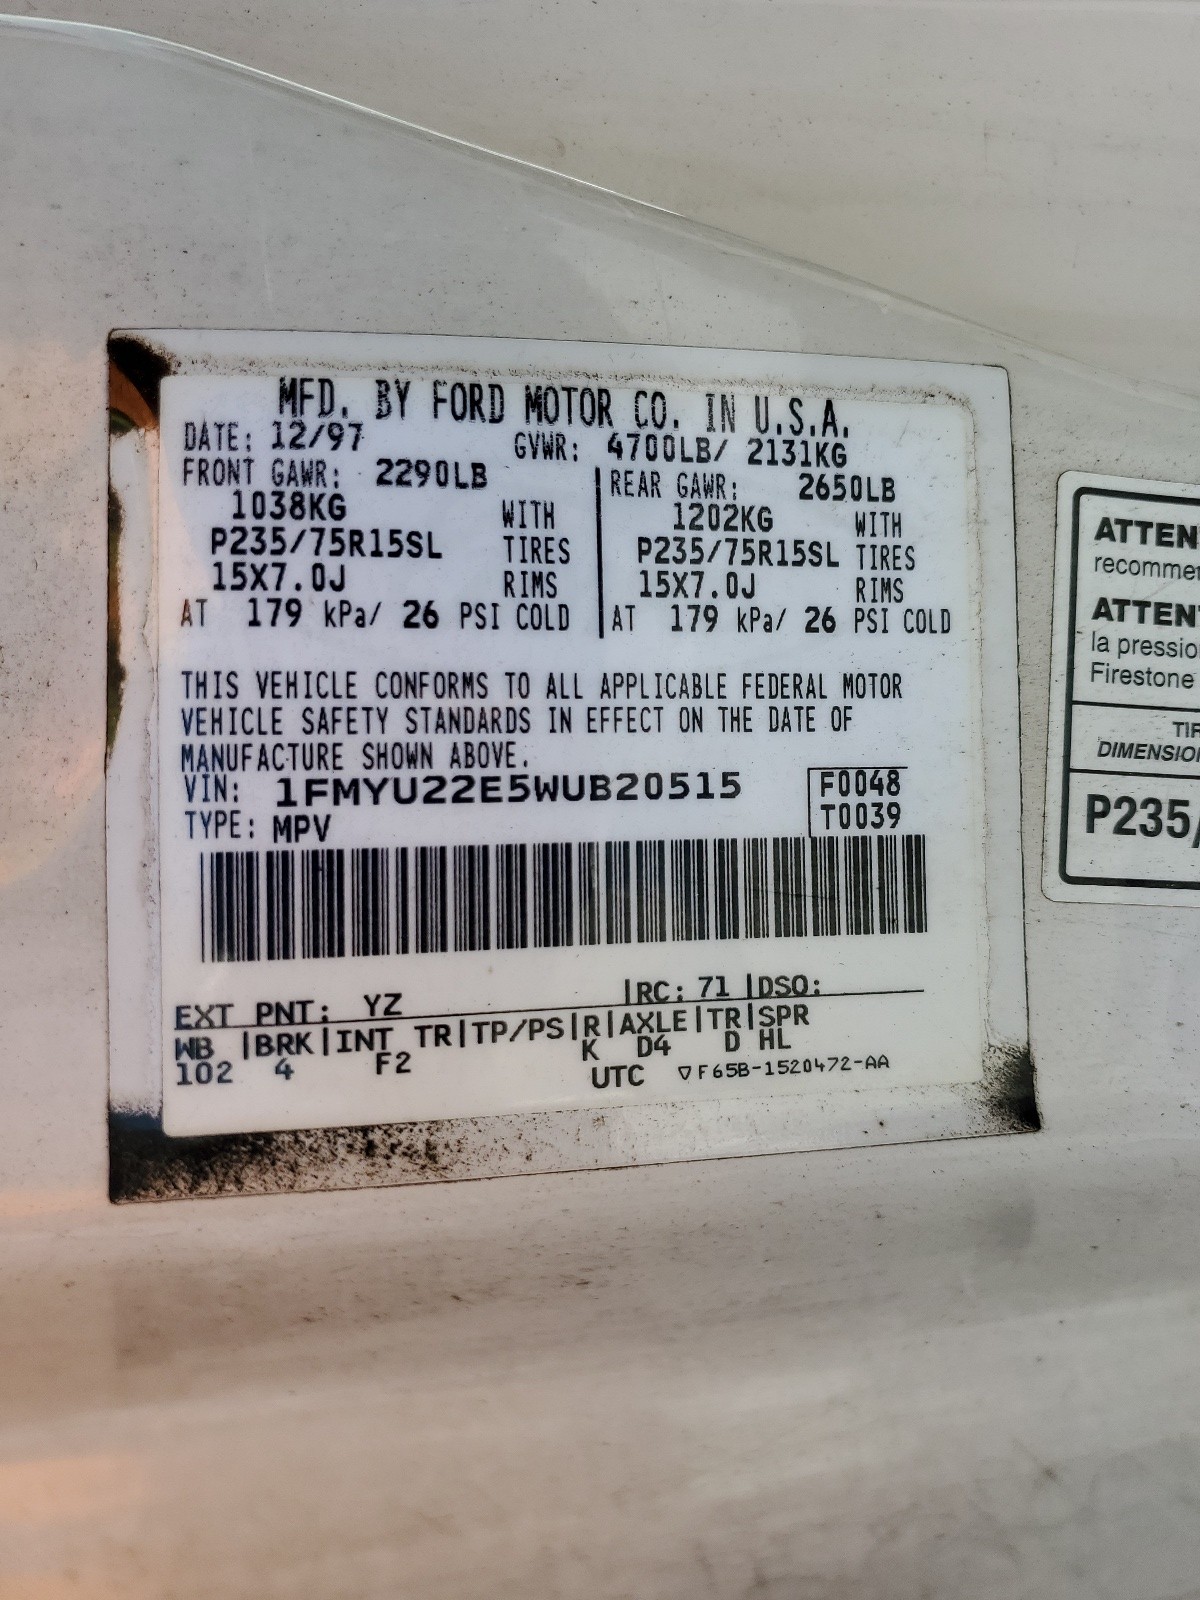 MFD. BY FORD MOTOR CO. IN U.S.A.
DATE: 12/97 GVWR: 4700LB/ 2131KG
FRONT GAWR: 2290LB REAR GAWR: 2650LB
1038KG WITH 1202KG WITH
P235/75R15SL TIRES P235/75R15SL TIRES
15X7.0J RIMS 15X7.0J RIMS
AT 179 kPa/ 26 PSI COLD AT 179 kPa/ 26 PSI COLD
THIS VEHICLE CONFORMS TO ALL APPLICABLE FEDERAL MOTOR
VEHICLE SAFETY STANDARDS IN EFFECT ON THE DATE OF
MANUFACTURE SHOWN ABOVE.
VIN: 1FMYU22E5WUB20515 F0048
TYPE: MPV T0039
EXT PNT: YZ RC: 71 DSO:
WB BRK INT TR TP/PS R AXLE TR SPR
102 4 F2 K D4 D HL
UTC ▽F65B-1520472-AA
ATTEN
recommen
ATTENT
la pressio
Firestone
TIR
DIMENSION
P235/